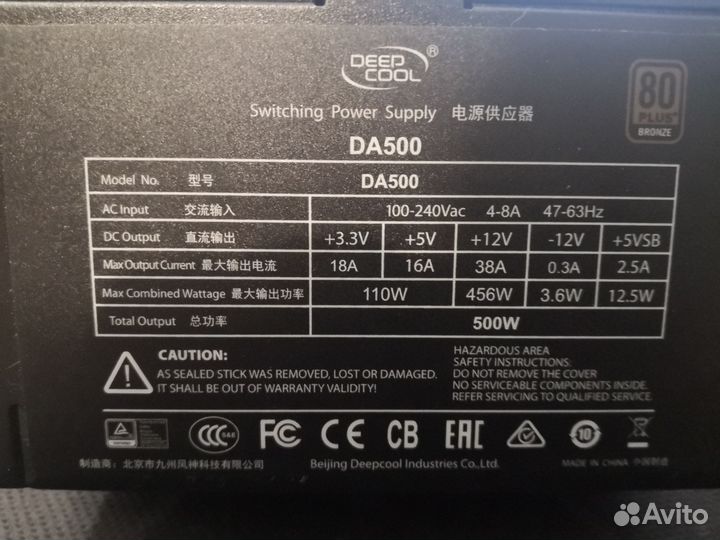 DEEP
COOL ®
80
PLUS
BRONZE
Switching Power Supply 电源供应器
DA500
Model No. 型号 DA500
AC Input 交流输入 100-240Vac 4-8A 47-63Hz
DC Output 直流输出 +3.3V +5V +12V -12V +5VSB
Max Output Current 最大输出电流 18A 16A 38A 0.3A 2.5A
Max Combined Wattage 最大输出功率 110W 456W 3.6W 12.5W
Total Output 总功率 500W
CAUTION:
AS SEALED STICK WAS REMOVED, LOST OR DAMAGED.
IT SHALL BE OUT OF WARRANTY VALIDITY!
HAZARDOUS AREA
SAFETY INSTRUCTIONS:
DO NOT REMOVE THE COVER
NO SERVICEABLE COMPONENTS INSIDE.
REFER SERVICING TO QUALIFIED SERVICE.
CCC S&E FC CE CB EAC 10
制造商: 北京市九州风神科技有限公司 Beijing Deepcool Industries Co.,Ltd. MADE IN CHINA 中国制造
Avito